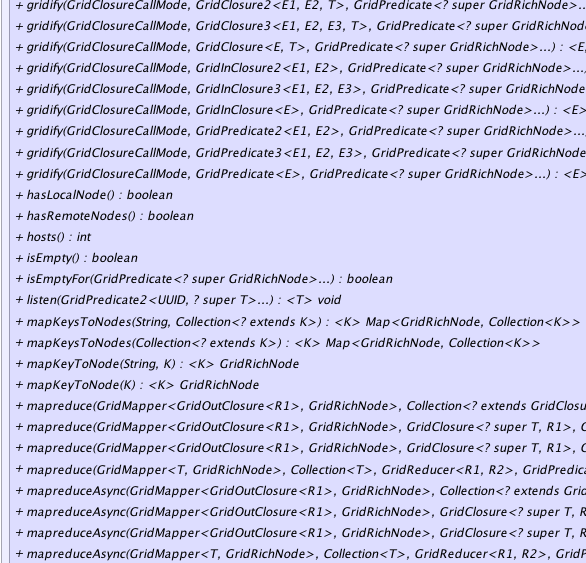 + gridify(GridClosureCallMode, GridClosure2<E1, E2, T>, GridPredicate<? super GridRichNode>...
+ gridify(GridClosureCallMode, GridClosure3<E1, E2, E3, T>, GridPredicate<? super GridRichNode
+ gridify(GridClosureCallMode, GridClosure<E, T>, GridPredicate<? super GridRichNode>...) : <E,
+ gridify(GridClosureCallMode, GridInClosure2<E1, E2>, GridPredicate<? super GridRichNode>...
+ gridify(GridClosureCallMode, GridInClosure3<E1, E2, E3>, GridPredicate<? super GridRichNode
+ gridify(GridClosureCallMode, GridInClosure<E>, GridPredicate<? super GridRichNode>...) : <E>
+ gridify(GridClosureCallMode, GridPredicate2<E1, E2>, GridPredicate<? super GridRichNode>...
+ gridify(GridClosureCallMode, GridPredicate3<E1, E2, E3>, GridPredicate<? super GridRichNode
+ gridify(GridClosureCallMode, GridPredicate<E>, GridPredicate<? super GridRichNode>...) : <E>
+ hasLocalNode() : boolean
+ hasRemoteNodes() : boolean
+ hosts() : int
+ isEmpty() : boolean
+ isEmptyFor(GridPredicate<? super GridRichNode>...) : boolean
+ listen(GridPredicate2<UUID, ? super T>...) : <T> void
+ mapKeysToNodes(String, Collection<? extends K>) : <K> Map<GridRichNode, Collection<K>>
+ mapKeysToNodes(Collection<? extends K>) : <K> Map<GridRichNode, Collection<K>>
+ mapKeyToNode(String, K) : <K> GridRichNode
+ mapKeyToNode(K) : <K> GridRichNode
+ mapreduce(GridMapper<GridOutClosure<R1>, GridRichNode>, Collection<? extends GridClosu
+ mapreduce(GridMapper<GridOutClosure<R1>, GridRichNode>, GridClosure<? super T, R1>, G
+ mapreduce(GridMapper<GridOutClosure<R1>, GridRichNode>, GridClosure<? super T, R1>, C
+ mapreduce(GridMapper<T, GridRichNode>, Collection<T>, GridReducer<R1, R2>, GridPredica
+ mapreduceAsync(GridMapper<GridOutClosure<R1>, GridRichNode>, Collection<? extends Grid
+ mapreduceAsync(GridMapper<GridOutClosure<R1>, GridRichNode>, GridClosure<? super T, R
+ mapreduceAsync(GridMapper<GridOutClosure<R1>, GridRichNode>, GridClosure<? super T, R
+ mapreduceAsync(GridMapper<T, GridRichNode>, Collection<T>, GridReducer<R1, R2>, GridP